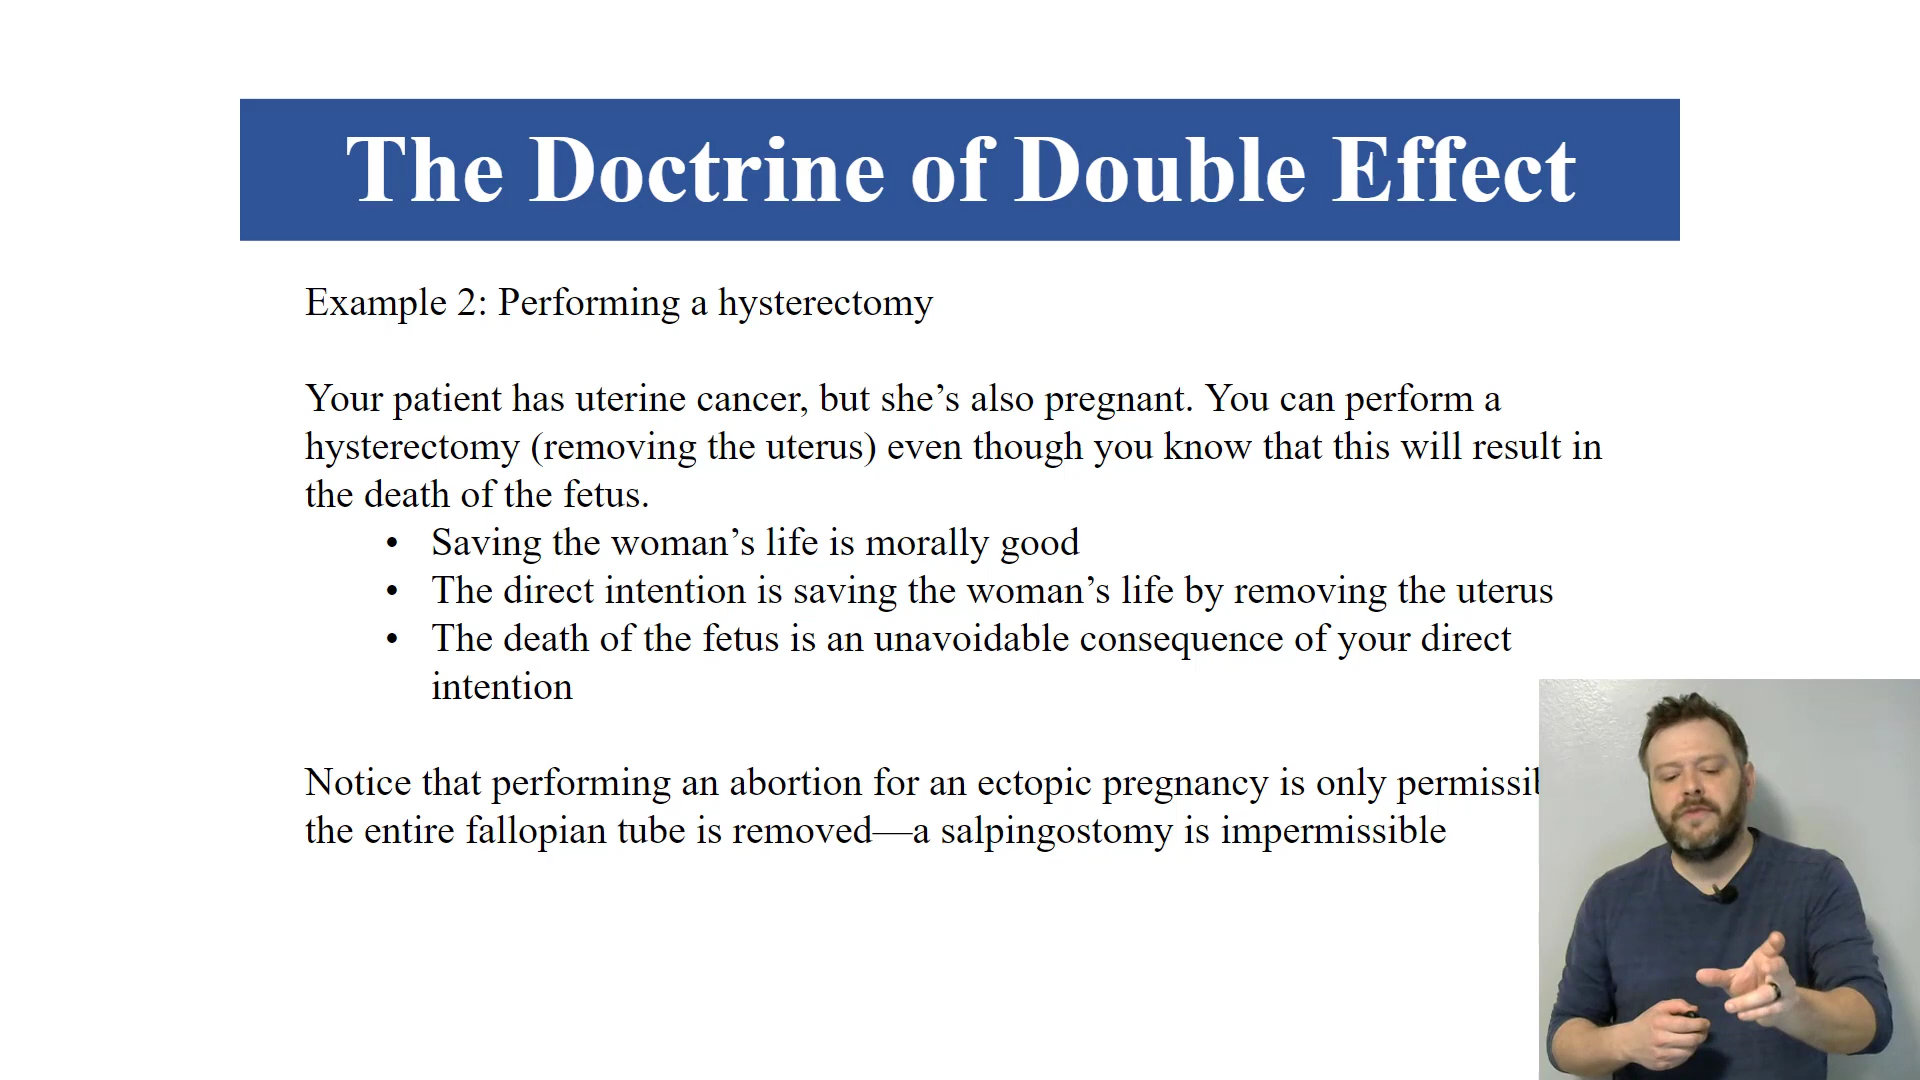 The Doctrine of Double Effect
Example 2: Performing a hysterectomy
Your patient has uterine cancer, but she’s also pregnant. You can perform a
hysterectomy (removing the uterus) even though you know that this will result in
the death of the fetus.
• Saving the woman’s life is morally good
• The direct intention is saving the woman’s life by removing the uterus
• The death of the fetus is an unavoidable consequence of your direct
intention
Notice that performing an abortion for an ectopic pregnancy is only
the entire fallopian tube is removed—a salpingostomy is impermissible